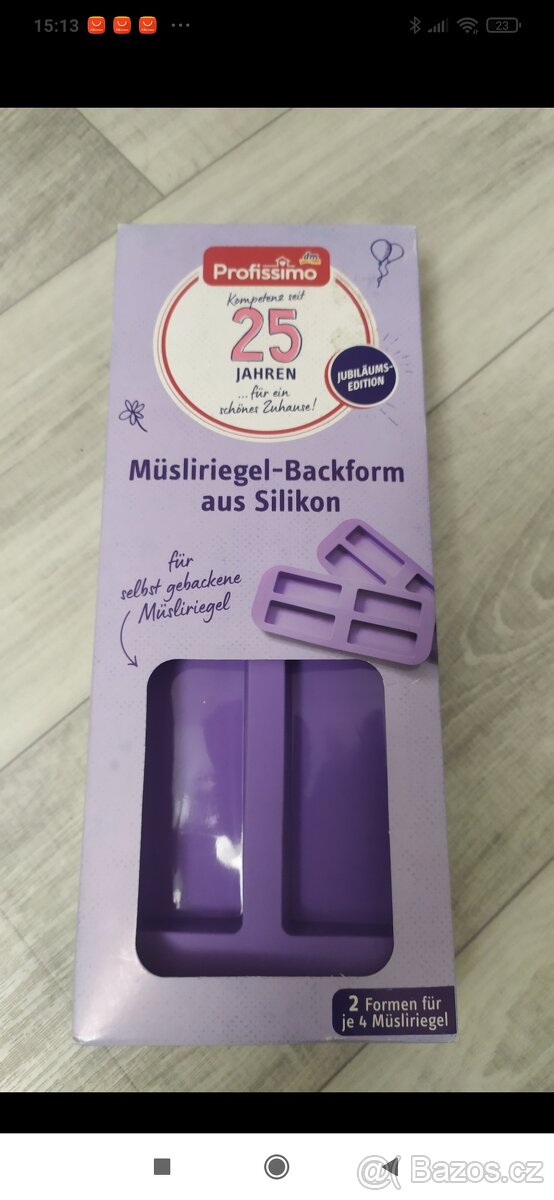 15:13
23
dm
Profissimo
Kompetenz seit
25
JAHREN
...für ein
schönes Zuhause!
JUBILÄUMS-
EDITION
Müsliriegel-Backform
aus Silikon
für
selbst gebackene
Müsliriegel
2 Formen für
je 4 Müsliriegel
@ Bazos.cz